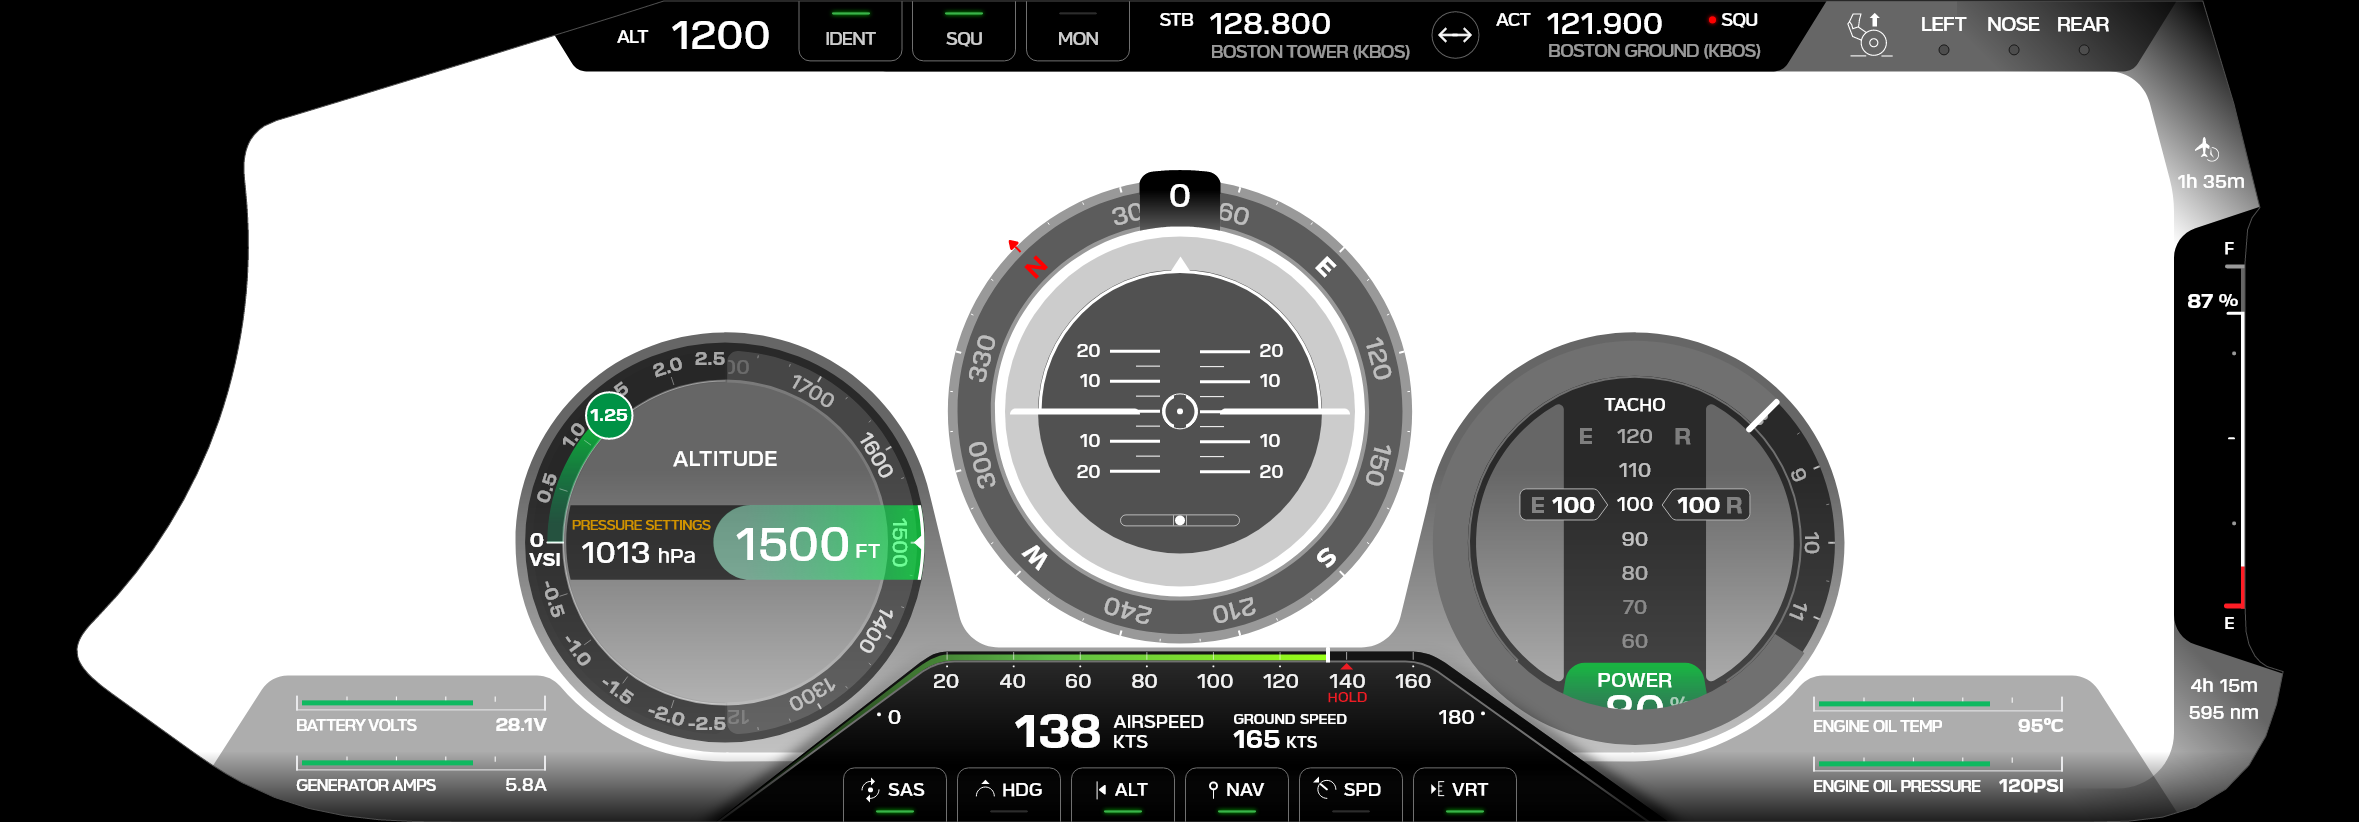 ALT 1200
IDENT
SQU
MON
STB 128.800
BOSTON TOWER (KBOS)
ACT 121.900
SQU
BOSTON GROUND (KBOS)
LEFT NOSE REAR
1h 35m
F
87 %
E
4h 15m
595 nm
2.5
2.0
1.25
1.0
0.5
0
VSI
-0.5
-1.0
-1.5
-2.0
-2.5
1700
1600
1500
1400
1300
ALTITUDE
PRESSURE SETTINGS
1013 hPa
1500 FT
0
30
60
N
E
330
120
300
150
W
S
240
210
20 20
10 10
10 10
20 20
TACHO
E 120 R
110
E 100 100 100 R
90
80
70
60
POWER
80 %
9
10
11
20 40 60 80 100 120 140 160
HOLD
0
180
138 AIRSPEED
KTS
GROUND SPEED
165 KTS
SAS
HDG
ALT
NAV
SPD
VRT
BATTERY VOLTS 28.1V
GENERATOR AMPS 5.8A
ENGINE OIL TEMP 95ºC
ENGINE OIL PRESSURE 120PSI